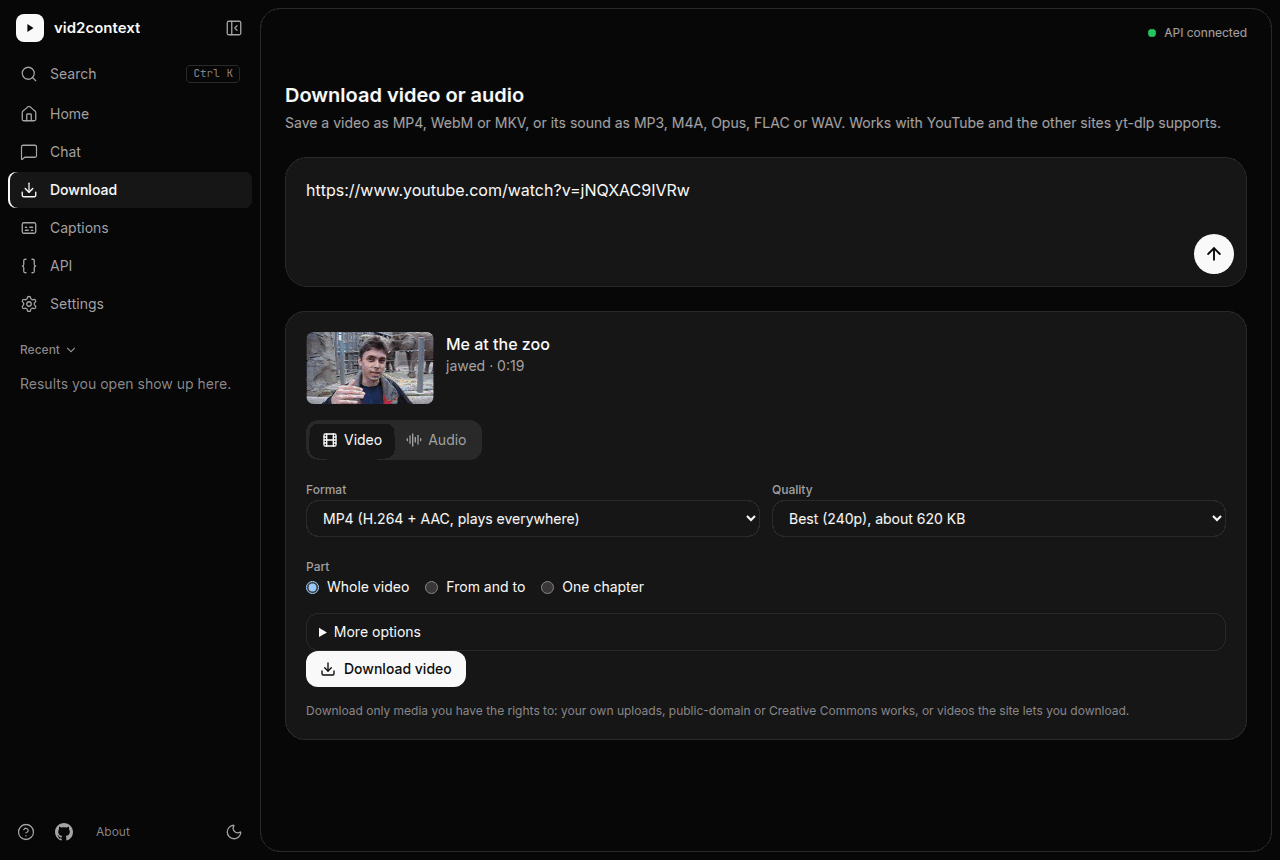 vid2context
Search Ctrl K
Home
Chat
Download
Captions
API
Settings
Recent
Results you open show up here.
About
API connected
Download video or audio
Save a video as MP4, WebM or MKV, or its sound as MP3, M4A, Opus, FLAC or WAV. Works with YouTube and the other sites yt-dlp supports.
https://www.youtube.com/watch?v=jNQXAC9IVRw
Me at the zoo
jawed · 0:19
Video Audio
Format Quality
MP4 (H.264 + AAC, plays everywhere) Best (240p), about 620 KB
Part
Whole video From and to One chapter
More options
Download video
Download only media you have the rights to: your own uploads, public-domain or Creative Commons works, or videos the site lets you download.